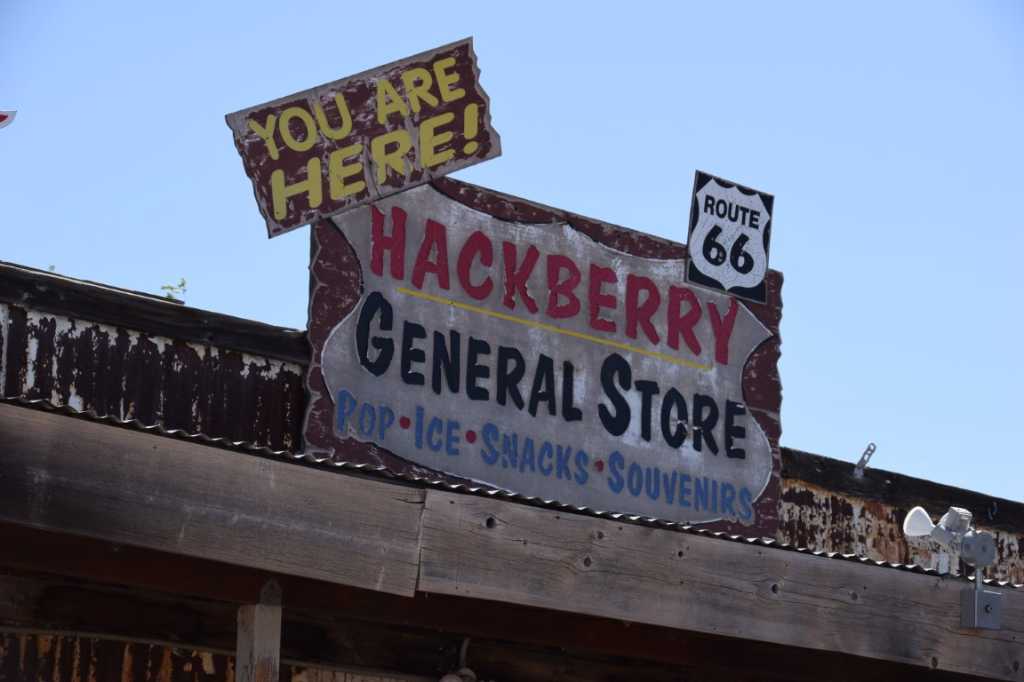 YOU ARE
HERE!
ROUTE
66
HACKBERRY
GENERAL STORE
POP • ICE • SNACKS • SOUVENIRS